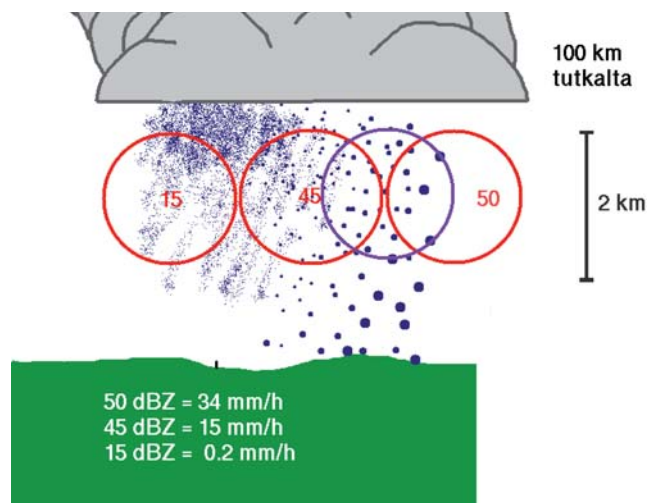 100 km
tutkalta
15
45
50
2 km
50 dBZ = 34 mm/h
45 dBZ = 15 mm/h
15 dBZ =  0.2 mm/h